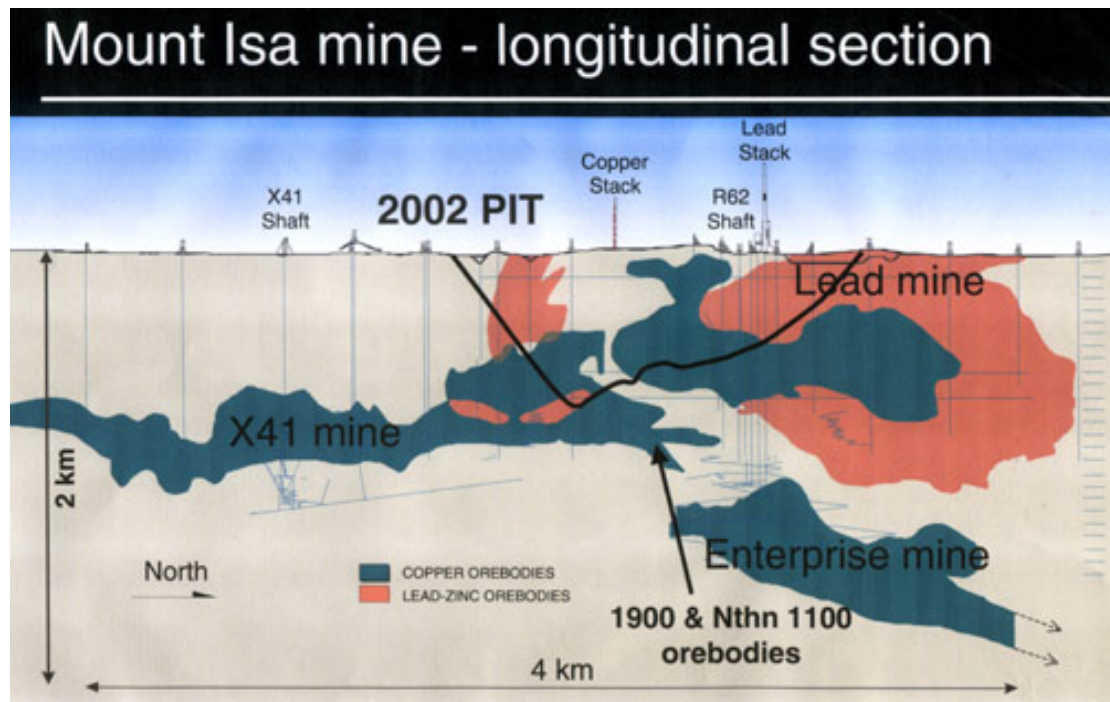 Mount Isa mine - longitudinal section
Lead
Stack
Copper
Stack
X41
Shaft
2002 PIT
R62
Shaft
Lead mine
X41 mine
2 km
Enterprise mine
North
COPPER OREBODIES
LEAD-ZINC OREBODIES
1900 & Nthn 1100
orebodies
4 km